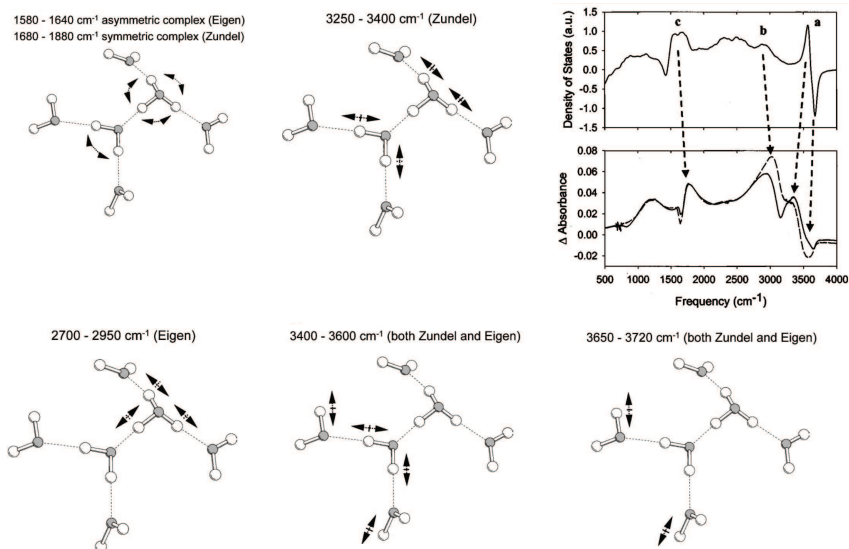 1580 - 1640 cm⁻¹ asymmetric complex (Eigen)
1680 - 1880 cm⁻¹ symmetric complex (Zundel)
3250 - 3400 cm⁻¹ (Zundel)
c
b
a
Density of States (a.u.)
1.5
1.0
0.5
0.0
-0.5
-1.0
-1.5
Δ Absorbance
0.08
0.06
0.04
0.02
0.00
-0.02
500 1000 1500 2000 2500 3000 3500 4000
Frequency (cm⁻¹)
2700 - 2950 cm⁻¹ (Eigen)
3400 - 3600 cm⁻¹ (both Zundel and Eigen)
3650 - 3720 cm⁻¹ (both Zundel and Eigen)